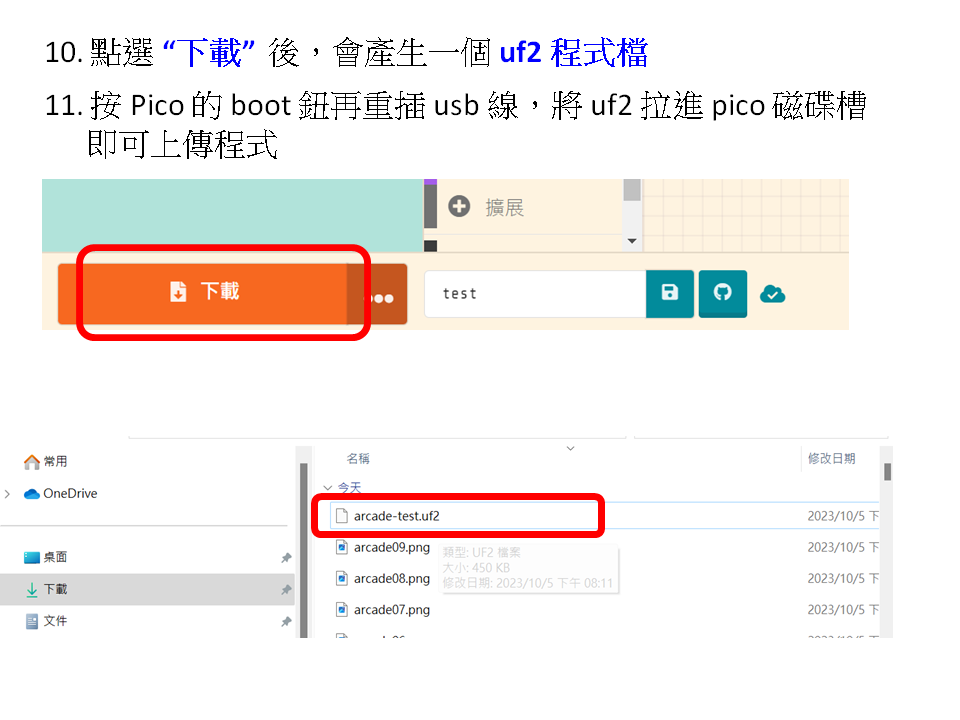 10. 點選 “下載” 後，會產生一個 uf2 程式檔
11. 按 Pico 的 boot 鈕再重插 usb 線，將 uf2 拉進 pico 磁碟槽
即可上傳程式
擴展
下載
test
常用
OneDrive
桌面
下載
文件
名稱
修改日期
今天
arcade-test.uf2
2023/10/5 下
arcade09.png
2023/10/5 下
類型: UF2 檔案
大小: 450 KB
修改日期: 2023/10/5 下午 08:11
arcade08.png
2023/10/5 下
arcade07.png
2023/10/5 下